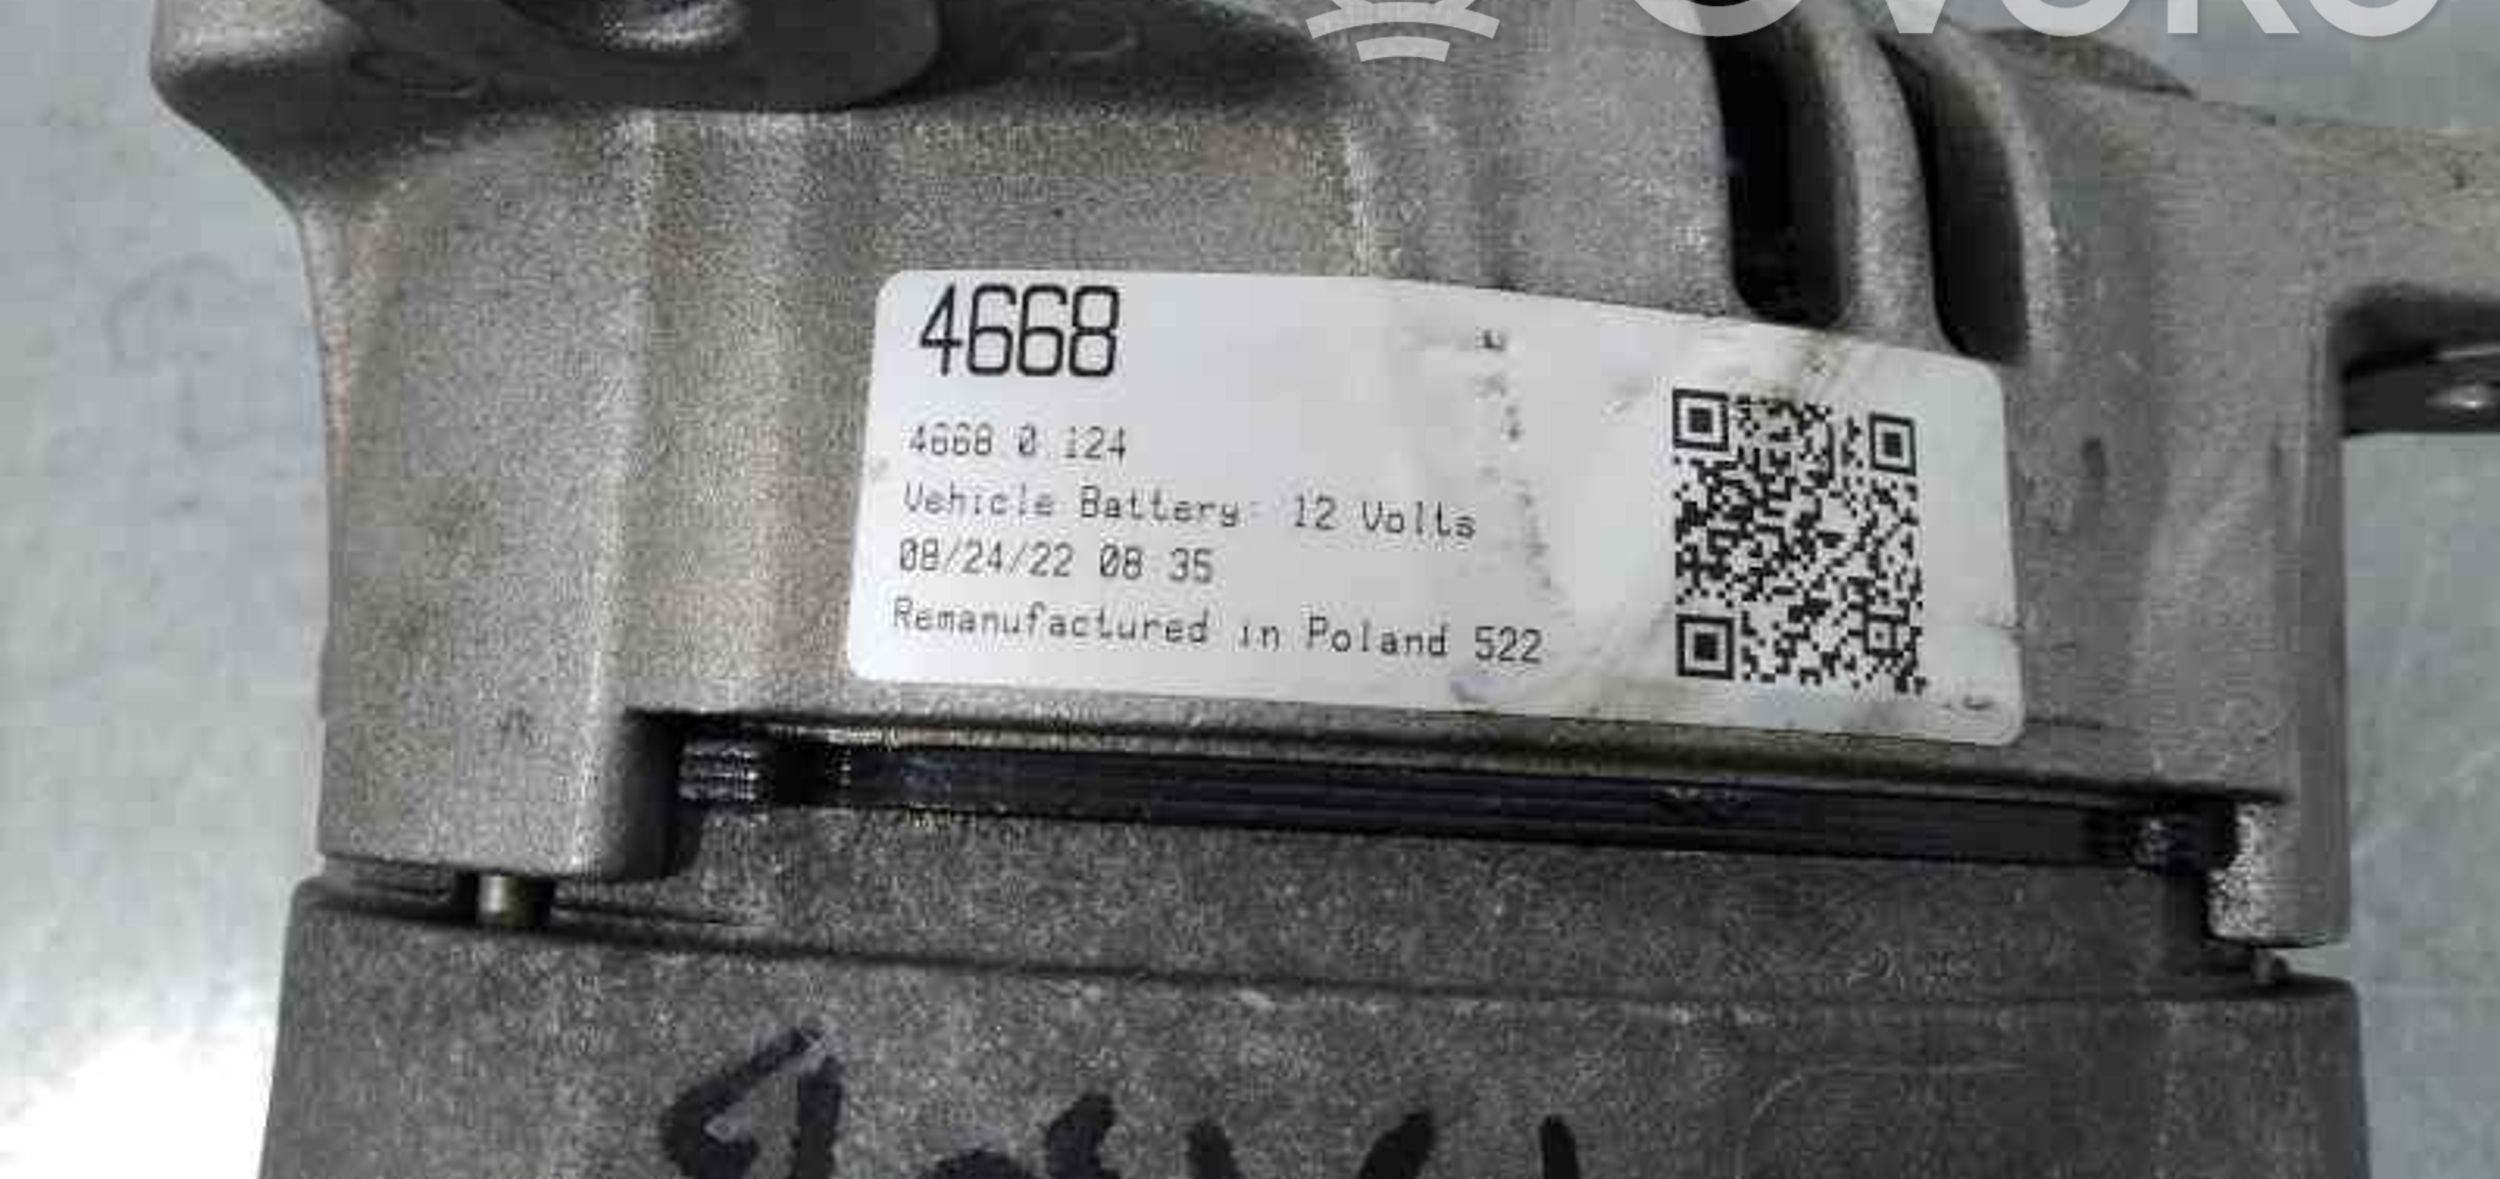 4668
4668 0 124
Vehicle Battery: 12 Volts
08/24/22 08 35
Remanufactured in Poland 522